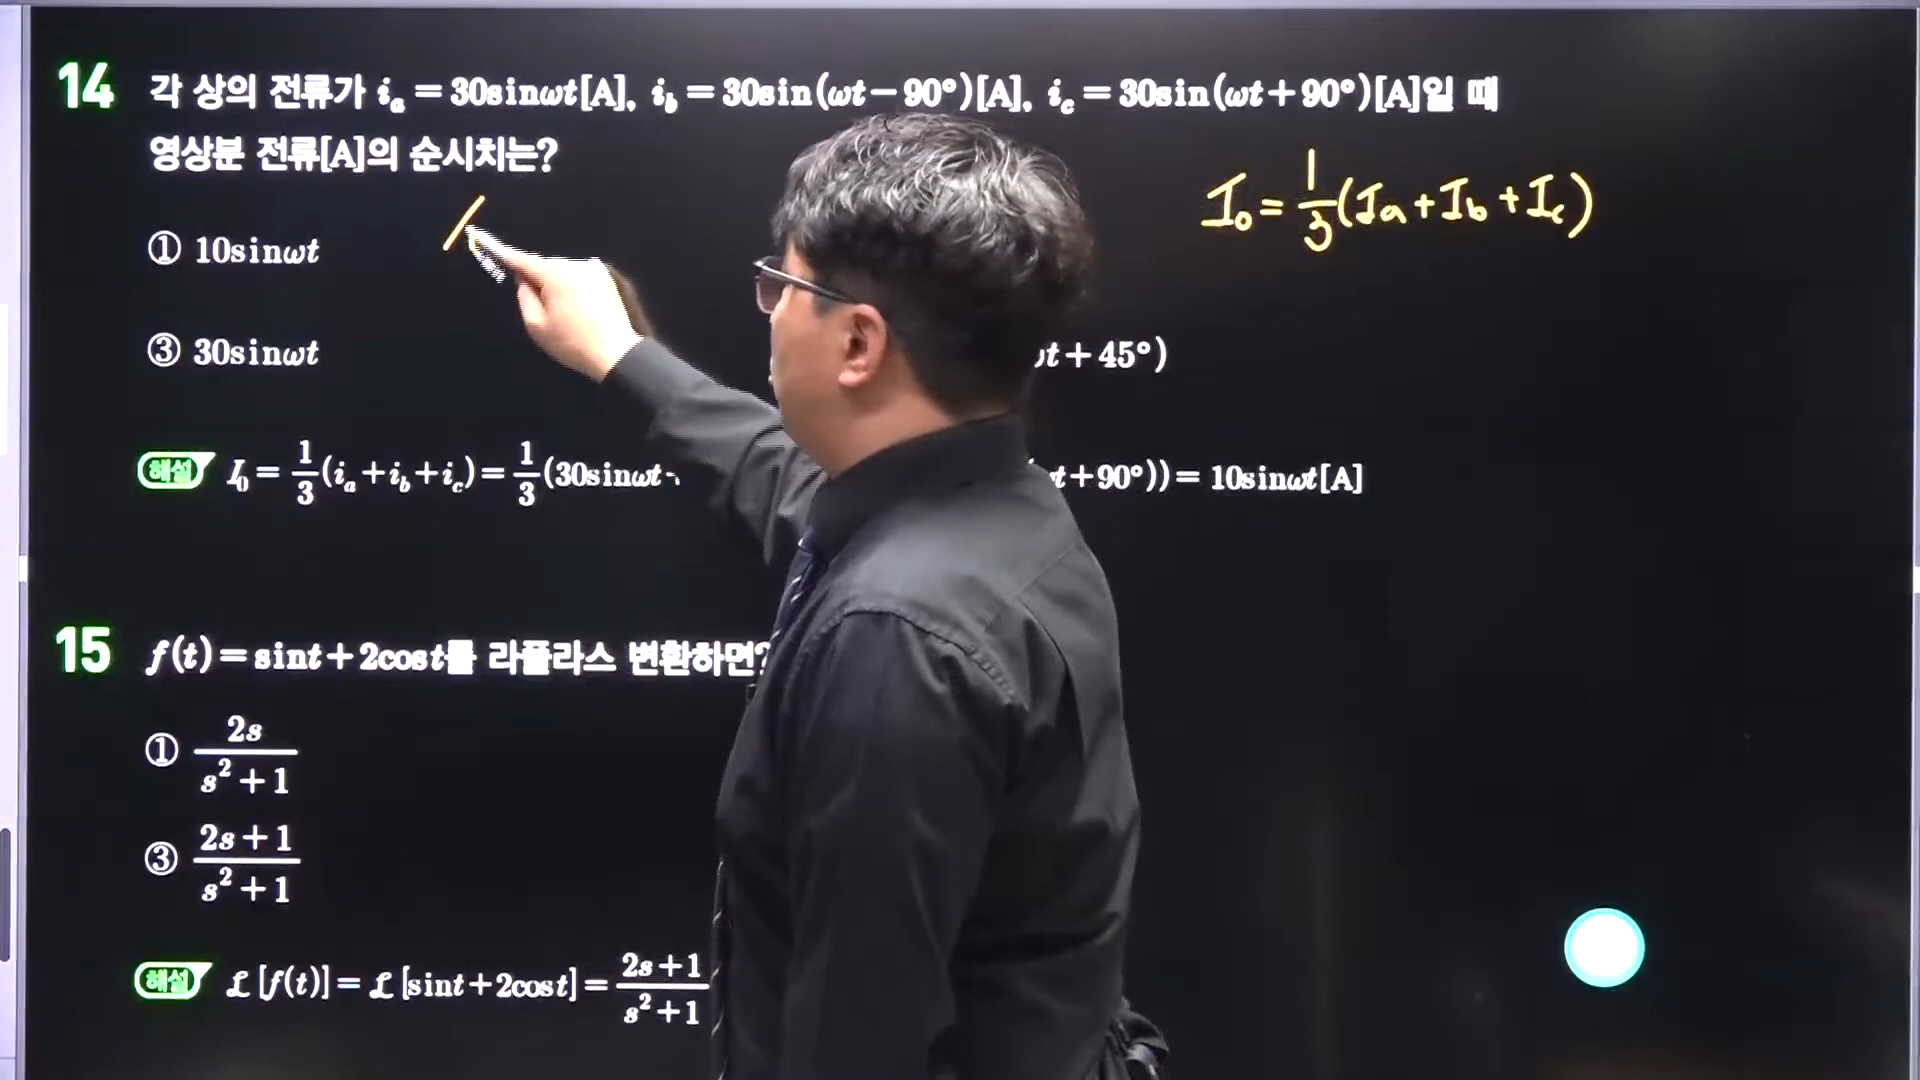 14 각 상의 전류가 iₐ = 30sinωt[A], i_b = 30sin(ωt − 90°)[A], i_c = 30sin(ωt + 90°)[A]일 때
영상분 전류[A]의 순시치는?
I₀ = 1/3 (Iₐ + I_b + I_c)
① 10sinωt
③ 30sinωt
ωt + 45°)
해설 I₀ = 1/3 (iₐ + i_b + i_c) = 1/3 (30sinωt
t + 90°)) = 10sinωt[A]
15 f(t) = sint + 2cost를 라플라스 변환하면?
① 2s / (s² + 1)
③ (2s + 1) / (s² + 1)
해설 ℒ[f(t)] = ℒ[sint + 2cost] = (2s + 1) / (s² + 1)